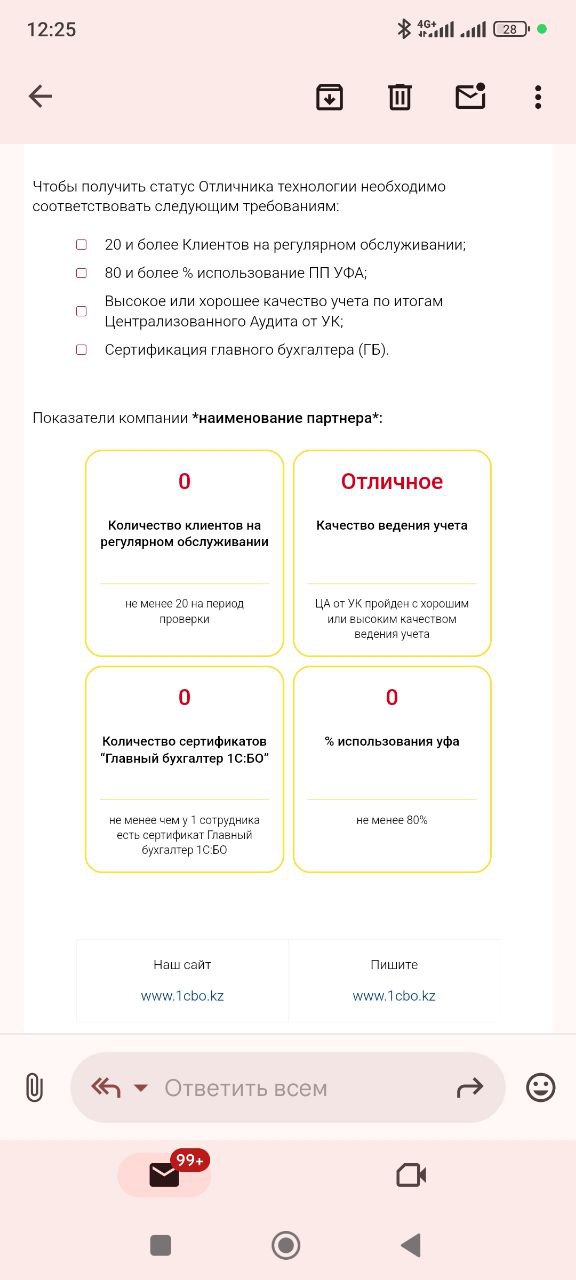 12:25
4G+
28
Чтобы получить статус Отличника технологии необходимо
соответствовать следующим требованиям:
20 и более Клиентов на регулярном обслуживании;
80 и более % использование ПП УФА;
Высокое или хорошее качество учета по итогам
Централизованного Аудита от УК;
Сертификация главного бухгалтера (ГБ).
Показатели компании *наименование партнера*:
0
Количество клиентов на
регулярном обслуживании
не менее 20 на период
проверки
Отличное
Качество ведения учета
ЦА от УК пройден с хорошим
или высоким качеством
ведения учета
0
Количество сертификатов
"Главный бухгалтер 1С:БО"
не менее чем у 1 сотрудника
есть сертификат Главный
бухгалтер 1С:БО
0
% использования уфа
не менее 80%
Наш сайт
www.1cbo.kz
Пишите
www.1cbo.kz
Ответить всем
99+